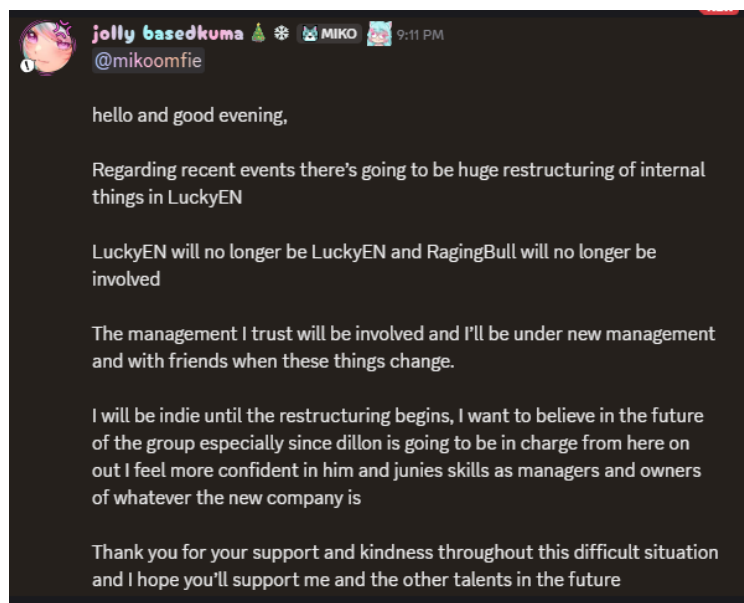 jolly basedkuma MIKO 9:11 PM
@mikoomfie
hello and good evening,
Regarding recent events there's going to be huge restructuring of internal
things in LuckyEN
LuckyEN will no longer be LuckyEN and RagingBull will no longer be
involved
The management I trust will be involved and I'll be under new management
and with friends when these things change.
I will be indie until the restructuring begins, I want to believe in the future
of the group especially since dillon is going to be in charge from here on
out I feel more confident in him and junies skills as managers and owners
of whatever the new company is
Thank you for your support and kindness throughout this difficult situation
and I hope you'll support me and the other talents in the future